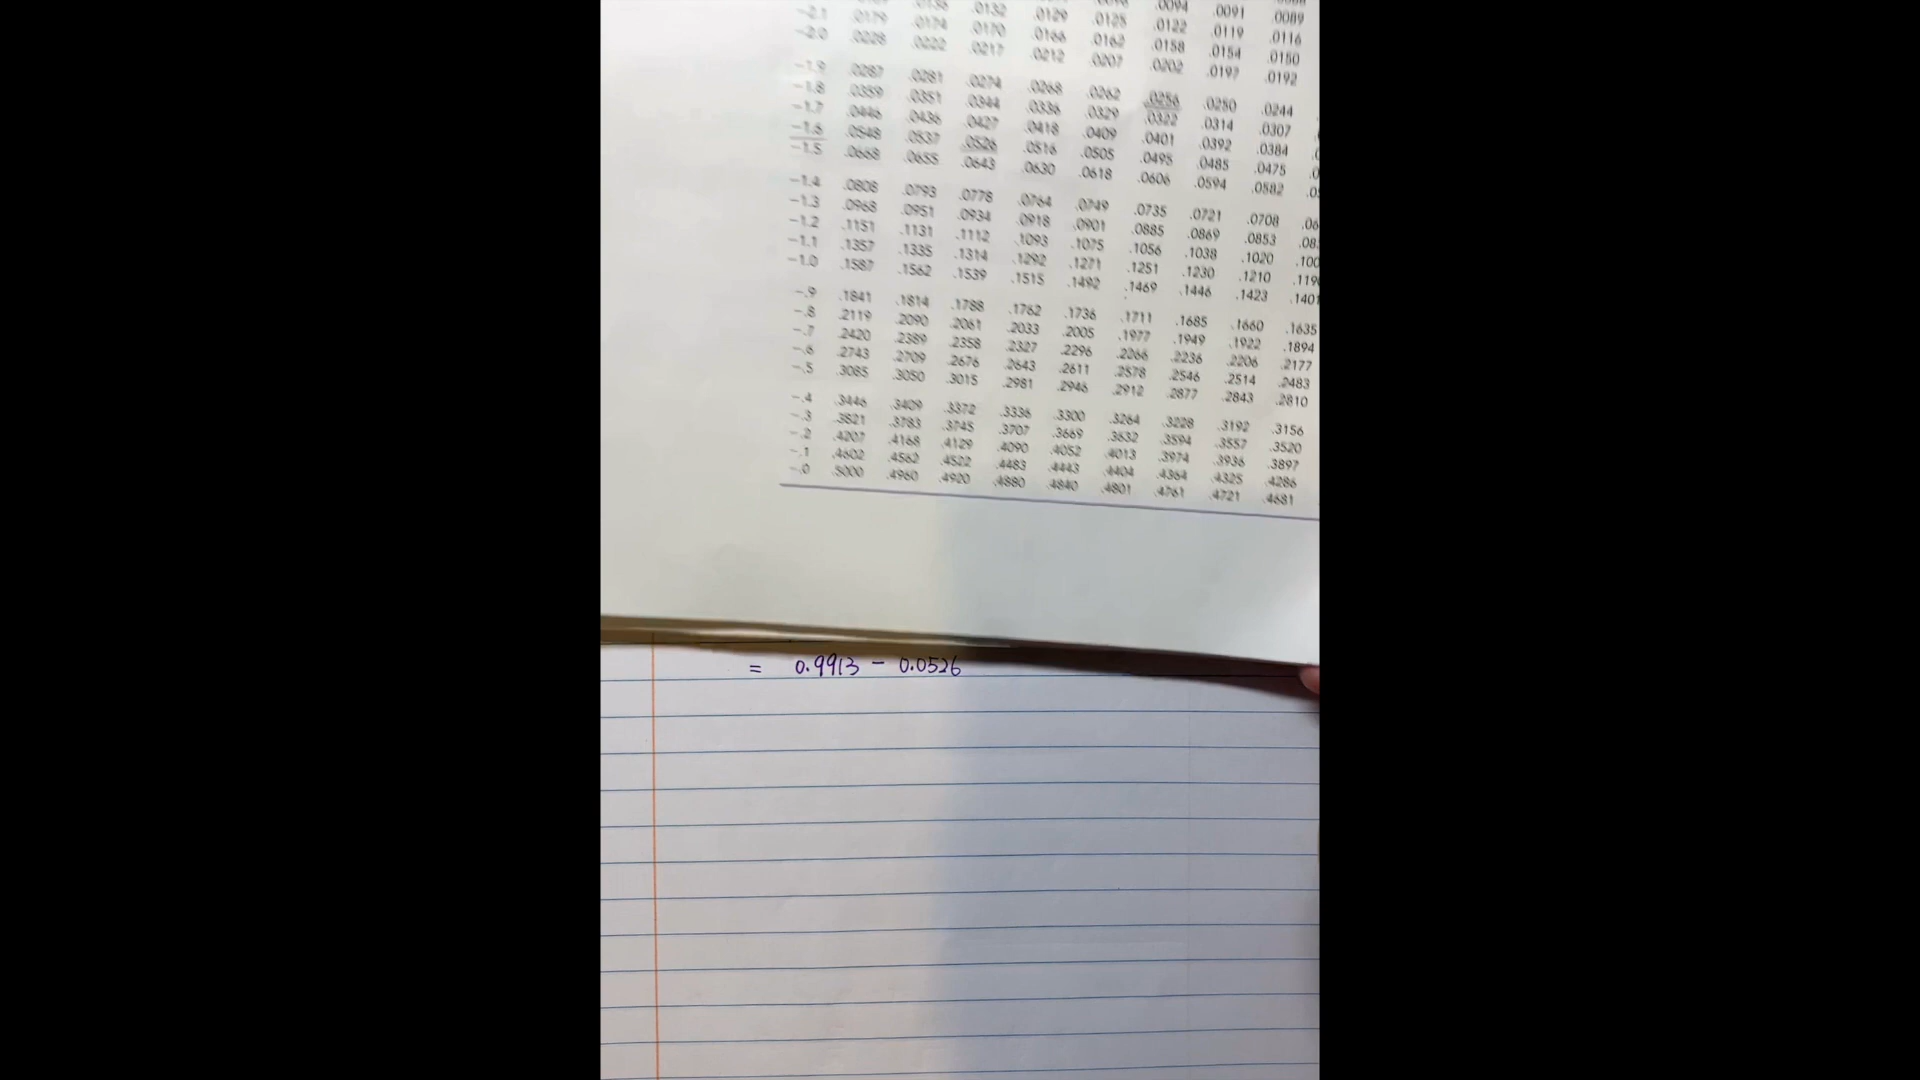 -2.1 .0179 .0174 .0170 .0166 .0162 .0158 .0154 .0150
-2.0 .0228 .0222 .0217 .0212 .0207 .0202 .0197 .0192
-1.9 .0287 .0281 .0274 .0268 .0262 .0256 .0250 .0244
-1.8 .0359 .0351 .0344 .0336 .0329 .0322 .0314 .0307
-1.7 .0446 .0436 .0427 .0418 .0409 .0401 .0392 .0384
-1.6 .0548 .0537 .0526 .0516 .0505 .0495 .0485 .0475
-1.5 .0668 .0655 .0643 .0630 .0618 .0606 .0594 .0582
-1.4 .0808 .0793 .0778 .0764 .0749 .0735 .0721 .0708
-1.3 .0968 .0951 .0934 .0918 .0901 .0885 .0869 .0853
-1.2 .1151 .1131 .1112 .1093 .1075 .1056 .1038 .1020
-1.1 .1357 .1335 .1314 .1292 .1271 .1251 .1230 .1210
-1.0 .1587 .1562 .1539 .1515 .1492 .1469 .1446 .1423 .1401
-.9 .1841 .1814 .1788 .1762 .1736 .1711 .1685 .1660 .1635
-.8 .2119 .2090 .2061 .2033 .2005 .1977 .1949 .1922 .1894
-.7 .2420 .2389 .2358 .2327 .2296 .2266 .2236 .2206 .2177
-.6 .2743 .2709 .2676 .2643 .2611 .2578 .2546 .2514 .2483
-.5 .3085 .3050 .3015 .2981 .2946 .2912 .2877 .2843 .2810
-.4 .3446 .3409 .3372 .3336 .3300 .3264 .3228 .3192 .3156
-.3 .3821 .3783 .3745 .3707 .3669 .3632 .3594 .3557 .3520
-.2 .4207 .4168 .4129 .4090 .4052 .4013 .3974 .3936 .3897
-.1 .4602 .4562 .4522 .4483 .4443 .4404 .4364 .4325 .4286
-.0 .5000 .4960 .4920 .4880 .4840 .4801 .4761 .4721 .4681
= 0.9913 - 0.0526